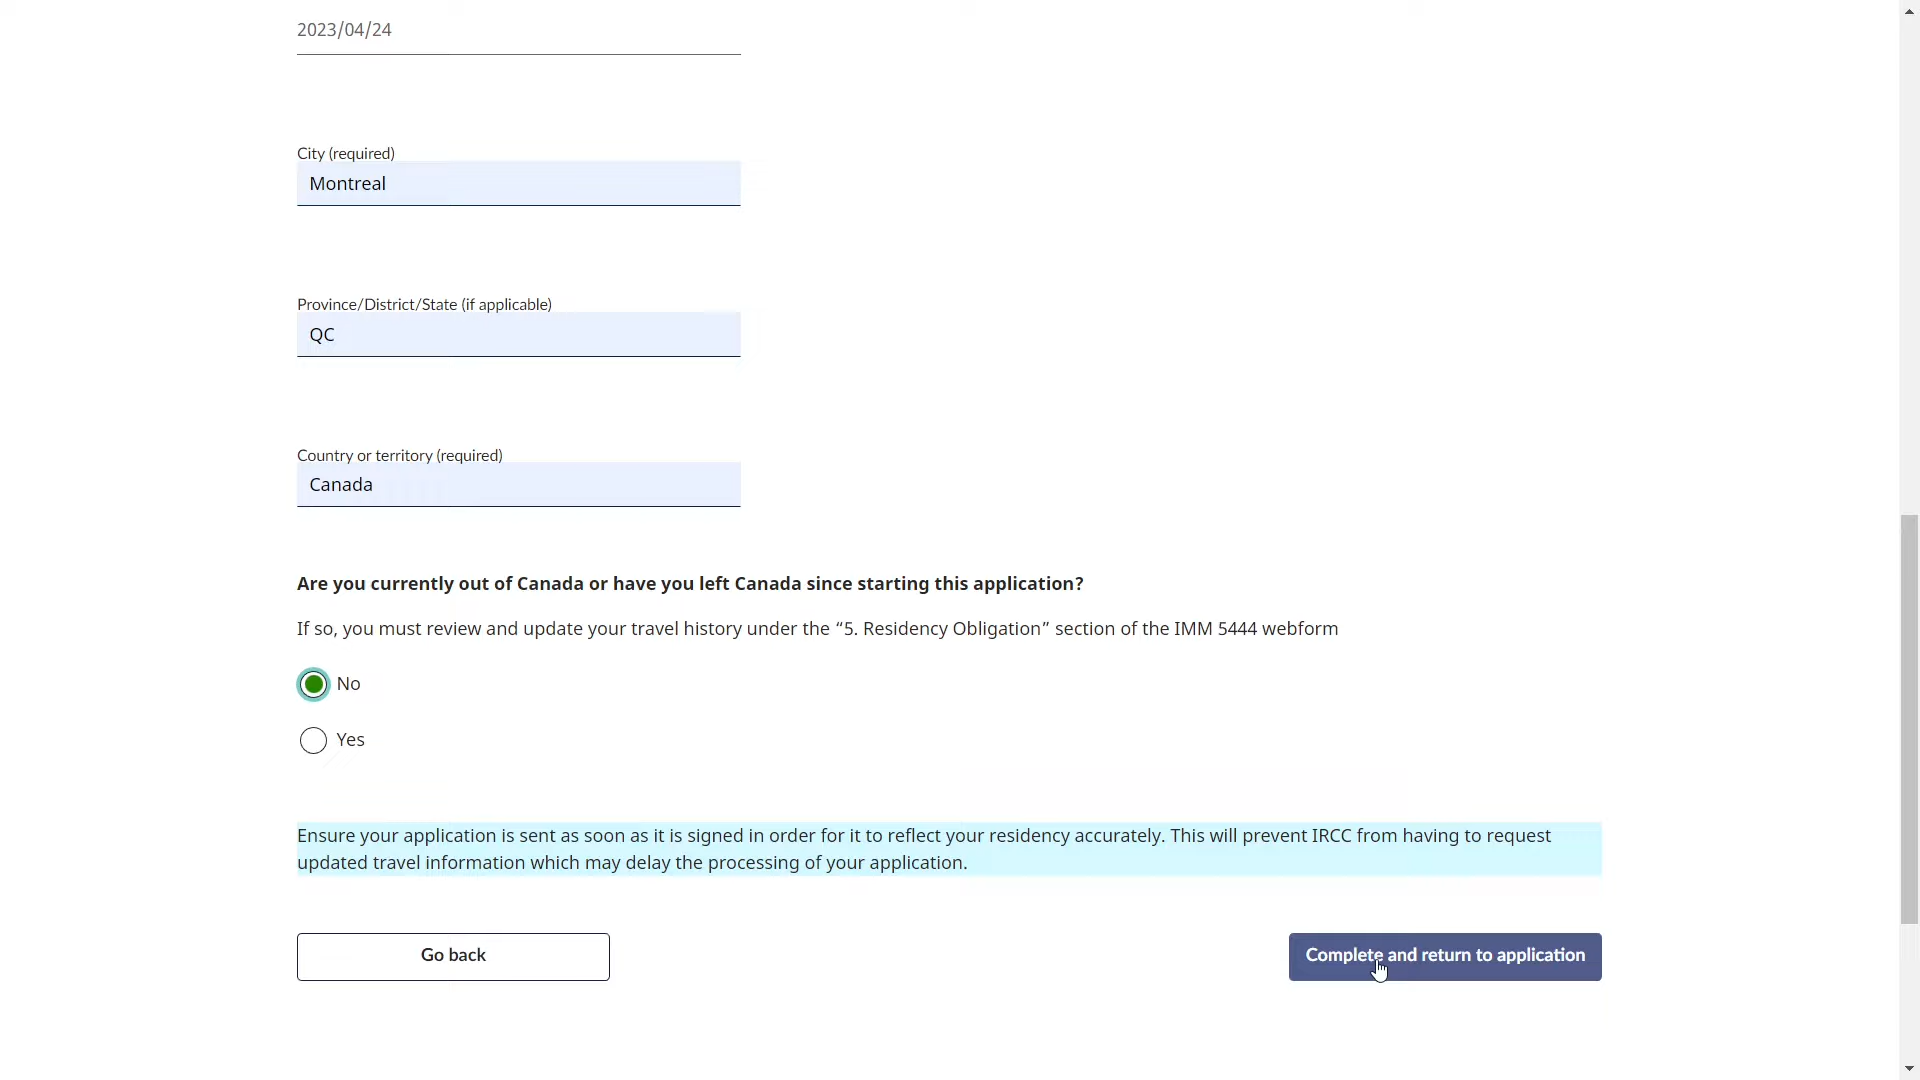 2023/04/24
City (required)
Montreal
Province/District/State (if applicable)
QC
Country or territory (required)
Canada
Are you currently out of Canada or have you left Canada since starting this application?
If so, you must review and update your travel history under the “5. Residency Obligation” section of the IMM 5444 webform
No
Yes
Ensure your application is sent as soon as it is signed in order for it to reflect your residency accurately. This will prevent IRCC from having to request
updated travel information which may delay the processing of your application.
Go back
Complete and return to application